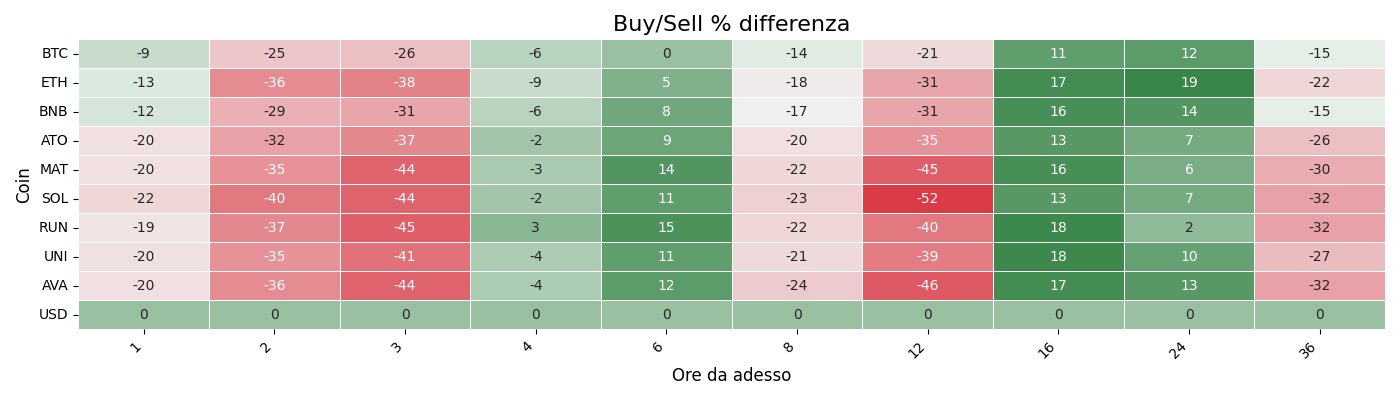 Buy/Sell % differenza
Coin
BTC -9 -25 -26 -6 0 -14 -21 11 12 -15
ETH -13 -36 -38 -9 5 -18 -31 17 19 -22
BNB -12 -29 -31 -6 8 -17 -31 16 14 -15
ATO -20 -32 -37 -2 9 -20 -35 13 7 -26
MAT -20 -35 -44 -3 14 -22 -45 16 6 -30
SOL -22 -40 -44 -2 11 -23 -52 13 7 -32
RUN -19 -37 -45 3 15 -22 -40 18 2 -32
UNI -20 -35 -41 -4 11 -21 -39 18 10 -27
AVA -20 -36 -44 -4 12 -24 -46 17 13 -32
USD 0 0 0 0 0 0 0 0 0 0
1 2 3 4 6 8 12 16 24 36
Ore da adesso